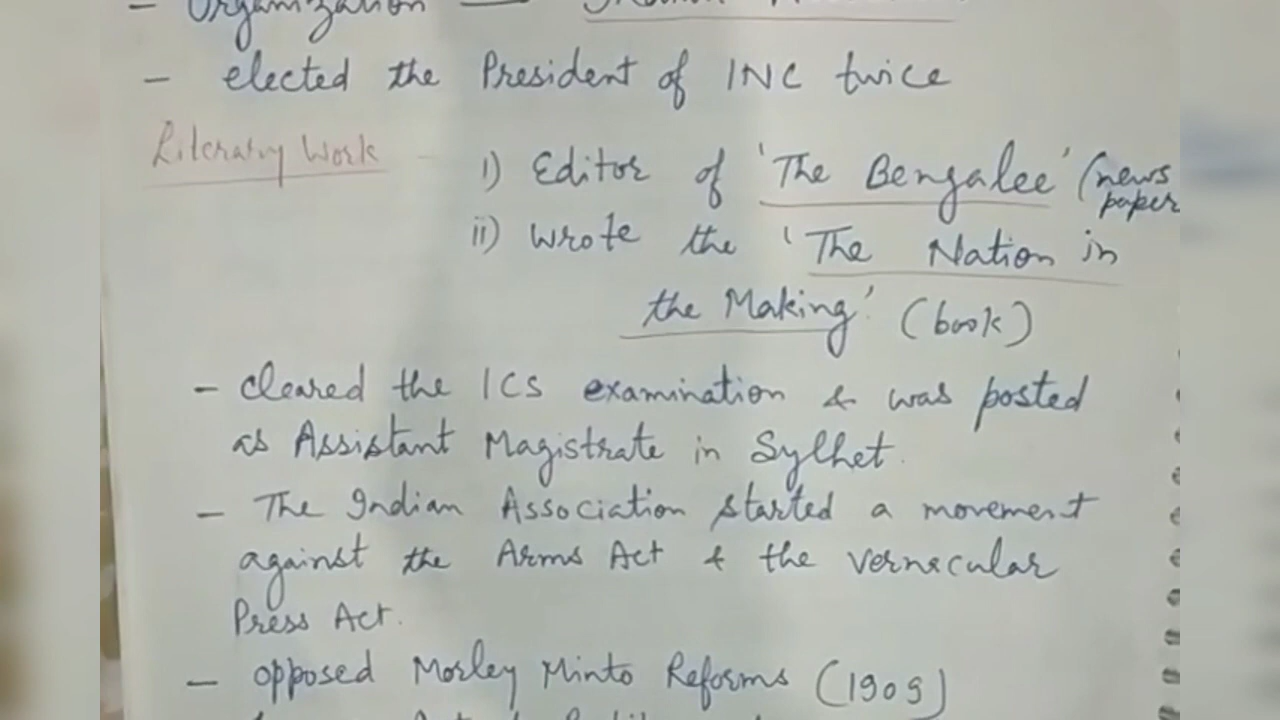 - Organization —
- elected the President of INC twice
Literary Work - i) Editor of 'The Bengalee' (news
paper
ii) wrote the 'The Nation in
the Making' (book)
- cleared the ICS examination & was posted
as Assistant Magistrate in Sylhet.
- The Indian Association started a movement
against the Arms Act & the vernacular
Press Act.
- opposed Morley Minto Reforms (1909)